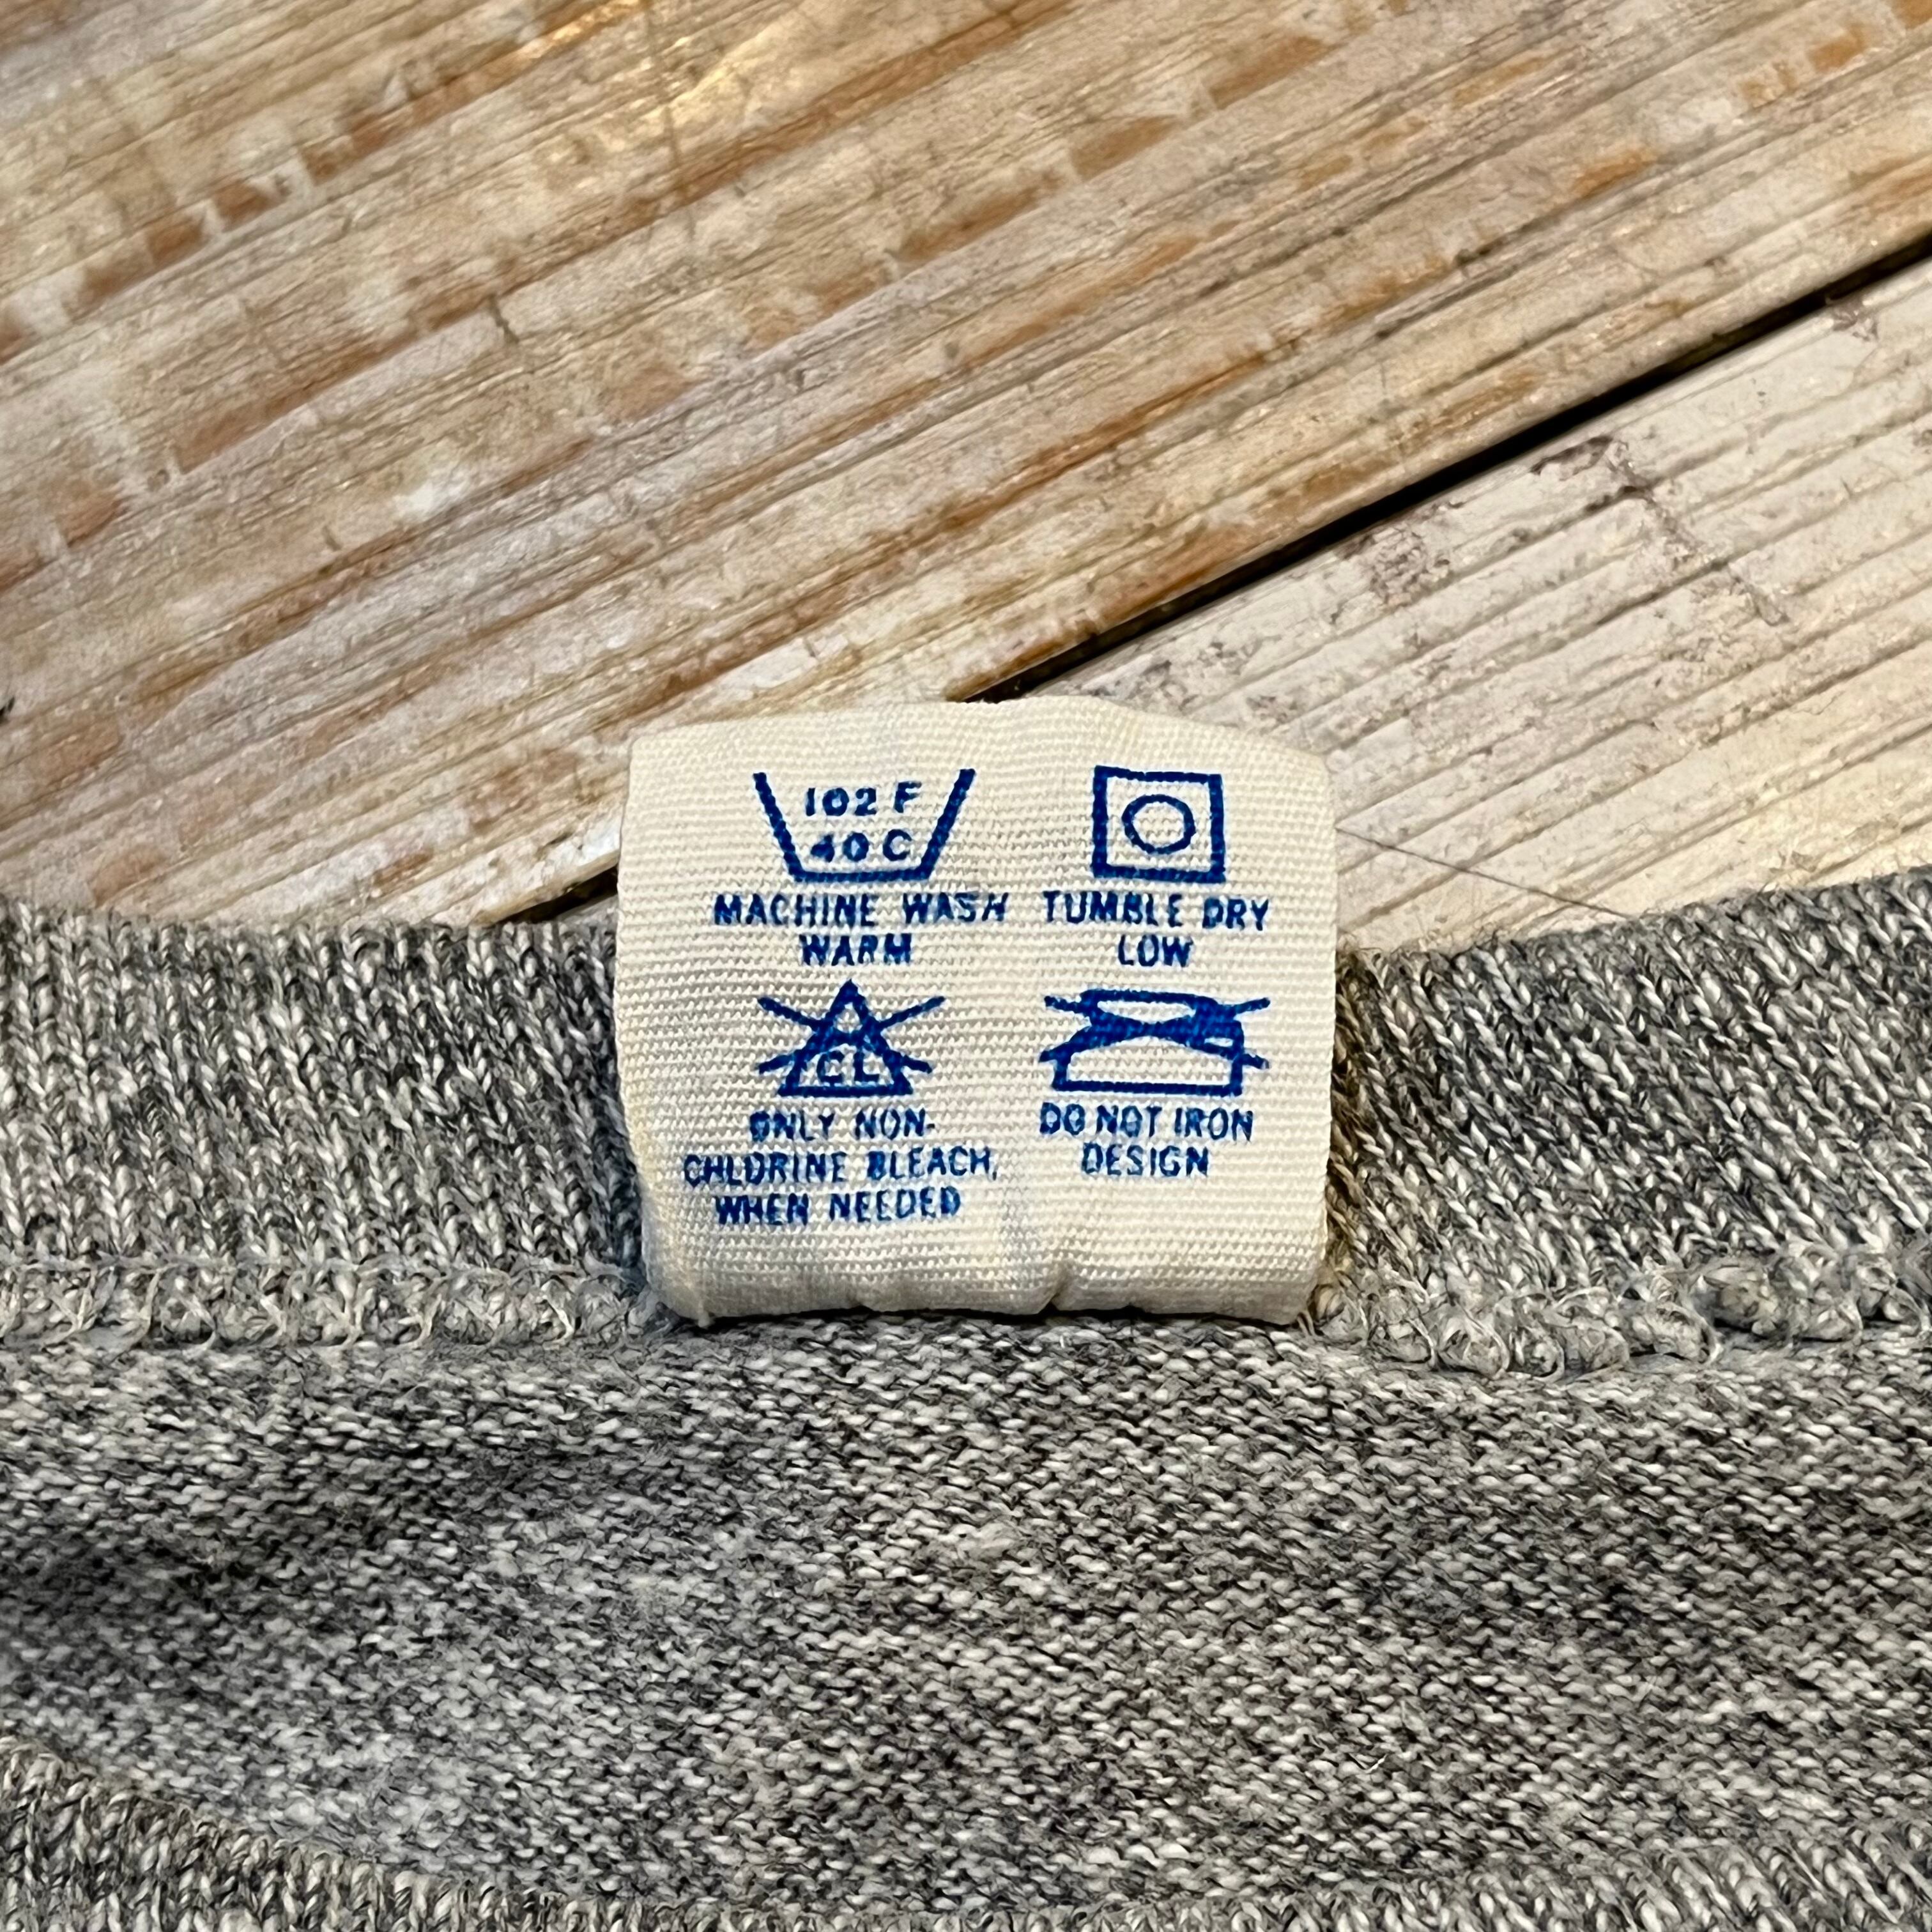 102 F
40 C
MACHINE WASH
WARM
TUMBLE DRY
LOW
CL
ONLY NON-
CHLORINE BLEACH,
WHEN NEEDED
DO NOT IRON
DESIGN